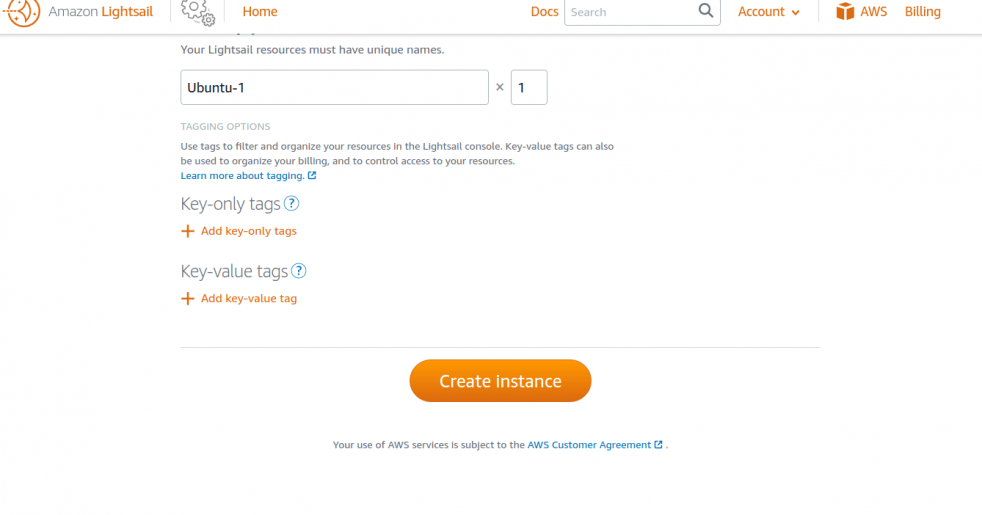 Amazon Lightsail
Home
Docs
Search
Account
AWS
Billing
Your Lightsail resources must have unique names.
Ubuntu-1 × 1
TAGGING OPTIONS
Use tags to filter and organize your resources in the Lightsail console. Key-value tags can also
be used to organize your billing, and to control access to your resources.
Learn more about tagging.
Key-only tags ?
+ Add key-only tags
Key-value tags ?
+ Add key-value tag
Create instance
Your use of AWS services is subject to the AWS Customer Agreement .